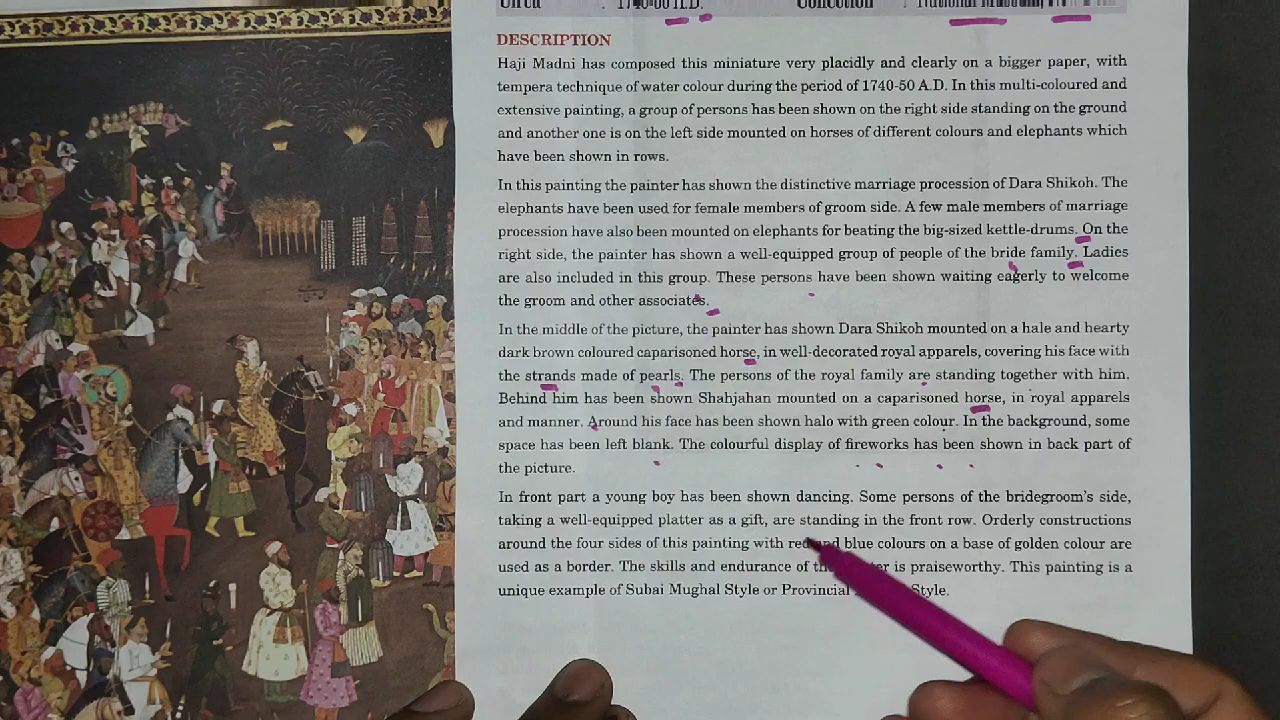 A.D. Collection : National Museum,
DESCRIPTION
Haji Madni has composed this miniature very placidly and clearly on a bigger paper, with
tempera technique of water colour during the period of 1740-50 A.D. In this multi-coloured and
extensive painting, a group of persons has been shown on the right side standing on the ground
and another one is on the left side mounted on horses of different colours and elephants which
have been shown in rows.
In this painting the painter has shown the distinctive marriage procession of Dara Shikoh. The
elephants have been used for female members of groom side. A few male members of marriage
procession have also been mounted on elephants for beating the big-sized kettle-drums. On the
right side, the painter has shown a well-equipped group of people of the bride family. Ladies
are also included in this group. These persons have been shown waiting eagerly to welcome
the groom and other associates.
In the middle of the picture, the painter has shown Dara Shikoh mounted on a hale and hearty
dark brown coloured caparisoned horse, in well-decorated royal apparels, covering his face with
the strands made of pearls. The persons of the royal family are standing together with him.
Behind him has been shown Shahjahan mounted on a caparisoned horse, in royal apparels
and manner. Around his face has been shown halo with green colour. In the background, some
space has been left blank. The colourful display of fireworks has been shown in back part of
the picture.
In front part a young boy has been shown dancing. Some persons of the bridegroom's side,
taking a well-equipped platter as a gift, are standing in the front row. Orderly constructions
around the four sides of this painting with red and blue colours on a base of golden colour are
used as a border. The skills and endurance of the is praiseworthy. This painting is a
unique example of Subai Mughal Style or Provincial Style.